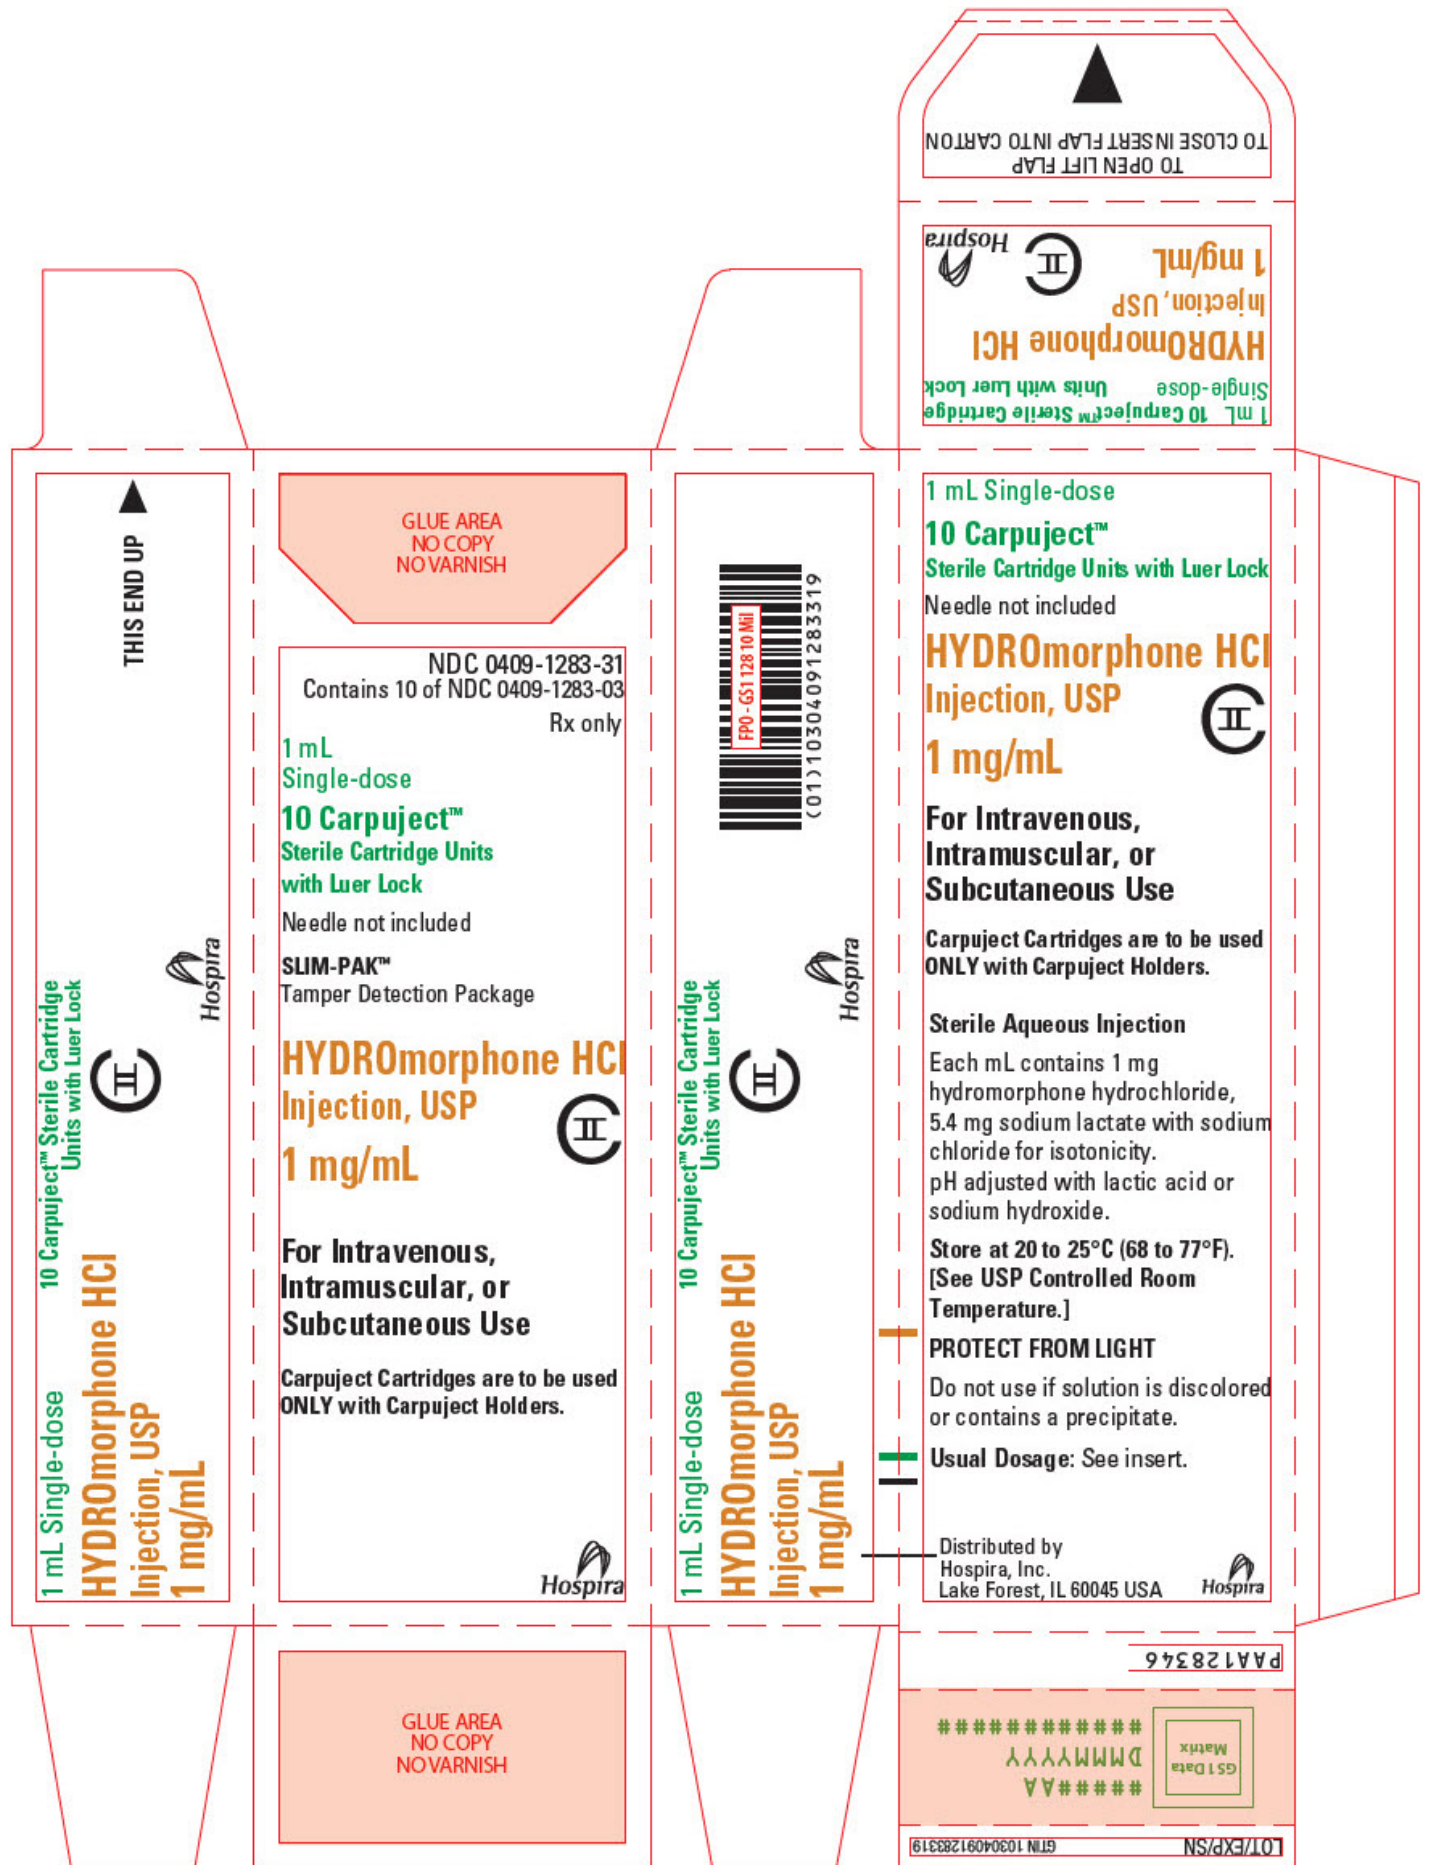 TO OPEN LIFT FLAP
TO CLOSE INSERT FLAP INTO CARTON
1 mL 10 Carpuject™ Sterile Cartridge
Single-dose Units with Luer Lock
HYDROmorphone HCl
Injection, USP
1 mg/mL
CII
Hospira
THIS END UP
1 mL Single-dose
10 Carpuject™ Sterile Cartridge
Units with Luer Lock
HYDROmorphone HCl
Injection, USP
1 mg/mL
CII
Hospira
GLUE AREA
NO COPY
NO VARNISH
NDC 0409-1283-31
Contains 10 of NDC 0409-1283-03
Rx only
1 mL
Single-dose
10 Carpuject™
Sterile Cartridge Units
with Luer Lock
Needle not included
SLIM-PAK™
Tamper Detection Package
HYDROmorphone HCl
Injection, USP
CII
1 mg/mL
For Intravenous,
Intramuscular, or
Subcutaneous Use
Carpuject Cartridges are to be used
ONLY with Carpuject Holders.
Hospira
GLUE AREA
NO COPY
NO VARNISH
FPO - GS1 128 10 Mil
(01)10304091283319
1 mL Single-dose
10 Carpuject™ Sterile Cartridge
Units with Luer Lock
HYDROmorphone HCl
Injection, USP
1 mg/mL
CII
Hospira
1 mL Single-dose
10 Carpuject™
Sterile Cartridge Units with Luer Lock
Needle not included
HYDROmorphone HCl
Injection, USP
CII
1 mg/mL
For Intravenous,
Intramuscular, or
Subcutaneous Use
Carpuject Cartridges are to be used
ONLY with Carpuject Holders.
Sterile Aqueous Injection
Each mL contains 1 mg
hydromorphone hydrochloride,
5.4 mg sodium lactate with sodium
chloride for isotonicity.
pH adjusted with lactic acid or
sodium hydroxide.
Store at 20 to 25°C (68 to 77°F).
[See USP Controlled Room
Temperature.]
PROTECT FROM LIGHT
Do not use if solution is discolored
or contains a precipitate.
Usual Dosage: See insert.
Distributed by
Hospira, Inc.
Lake Forest, IL 60045 USA
Hospira
PAA128346
GS1 Data
Matrix
######AA
DMMMYYYY
############
LOT/EXP/SN
GTIN 10304091283319